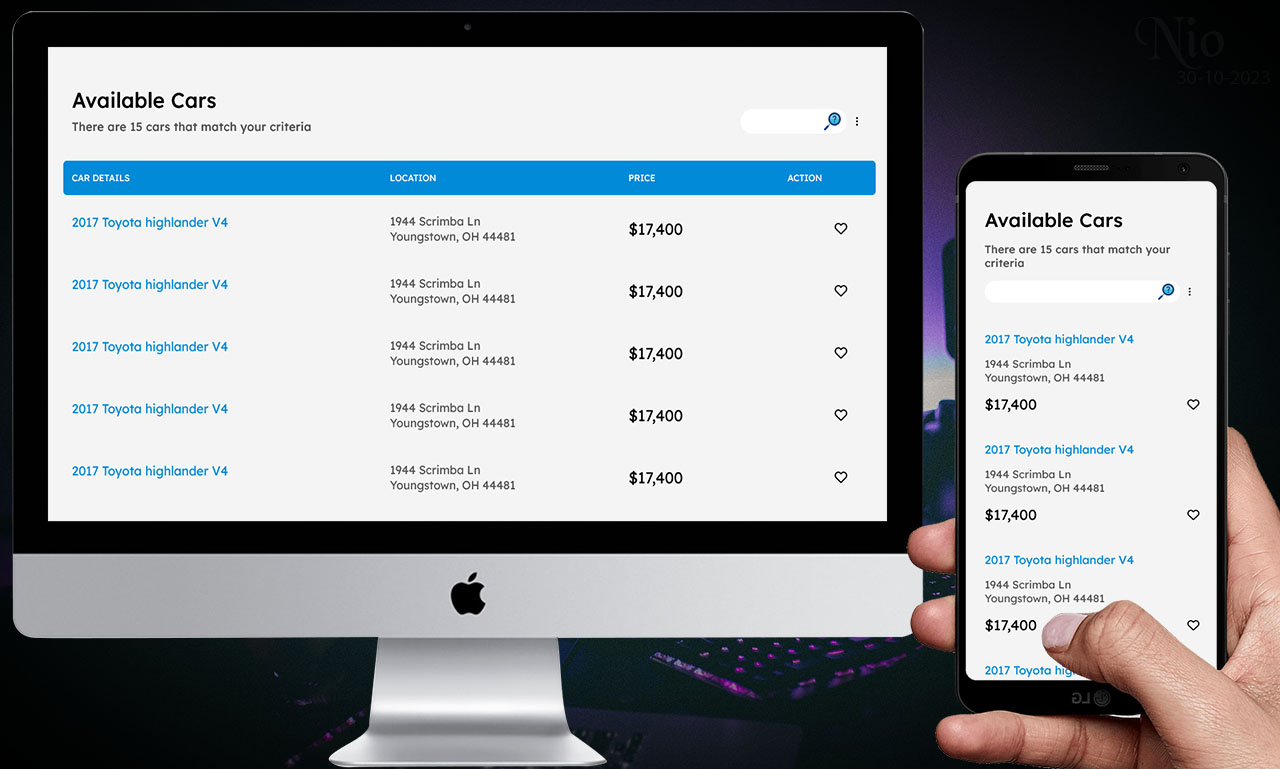 Nio
30-10-2023
Available Cars
There are 15 cars that match your criteria
CAR DETAILS LOCATION PRICE ACTION
2017 Toyota highlander V4
1944 Scrimba Ln
Youngstown, OH 44481
$17,400
2017 Toyota highlander V4
1944 Scrimba Ln
Youngstown, OH 44481
$17,400
2017 Toyota highlander V4
1944 Scrimba Ln
Youngstown, OH 44481
$17,400
2017 Toyota highlander V4
1944 Scrimba Ln
Youngstown, OH 44481
$17,400
2017 Toyota highlander V4
1944 Scrimba Ln
Youngstown, OH 44481
$17,400
Available Cars
There are 15 cars that match your
criteria
2017 Toyota highlander V4
1944 Scrimba Ln
Youngstown, OH 44481
$17,400
2017 Toyota highlander V4
1944 Scrimba Ln
Youngstown, OH 44481
$17,400
2017 Toyota highlander V4
1944 Scrimba Ln
Youngstown, OH 44481
$17,400
2017 Toyota
LG